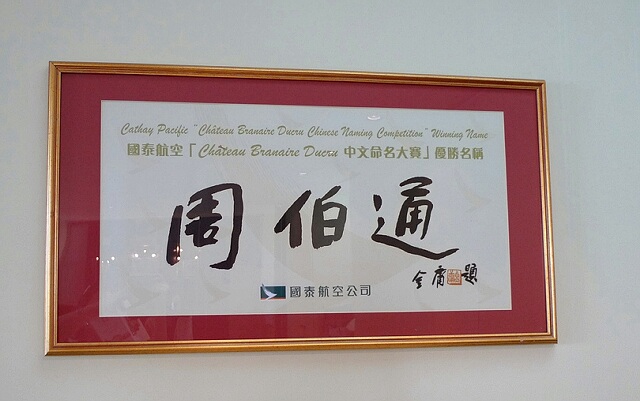 Cathay Pacific "Château Branaire Ducru Chinese Naming Competition" Winning Name
國泰航空「Château Branaire Ducru 中文命名大賽」優勝名稱
周伯通
金庸 題
國泰航空公司